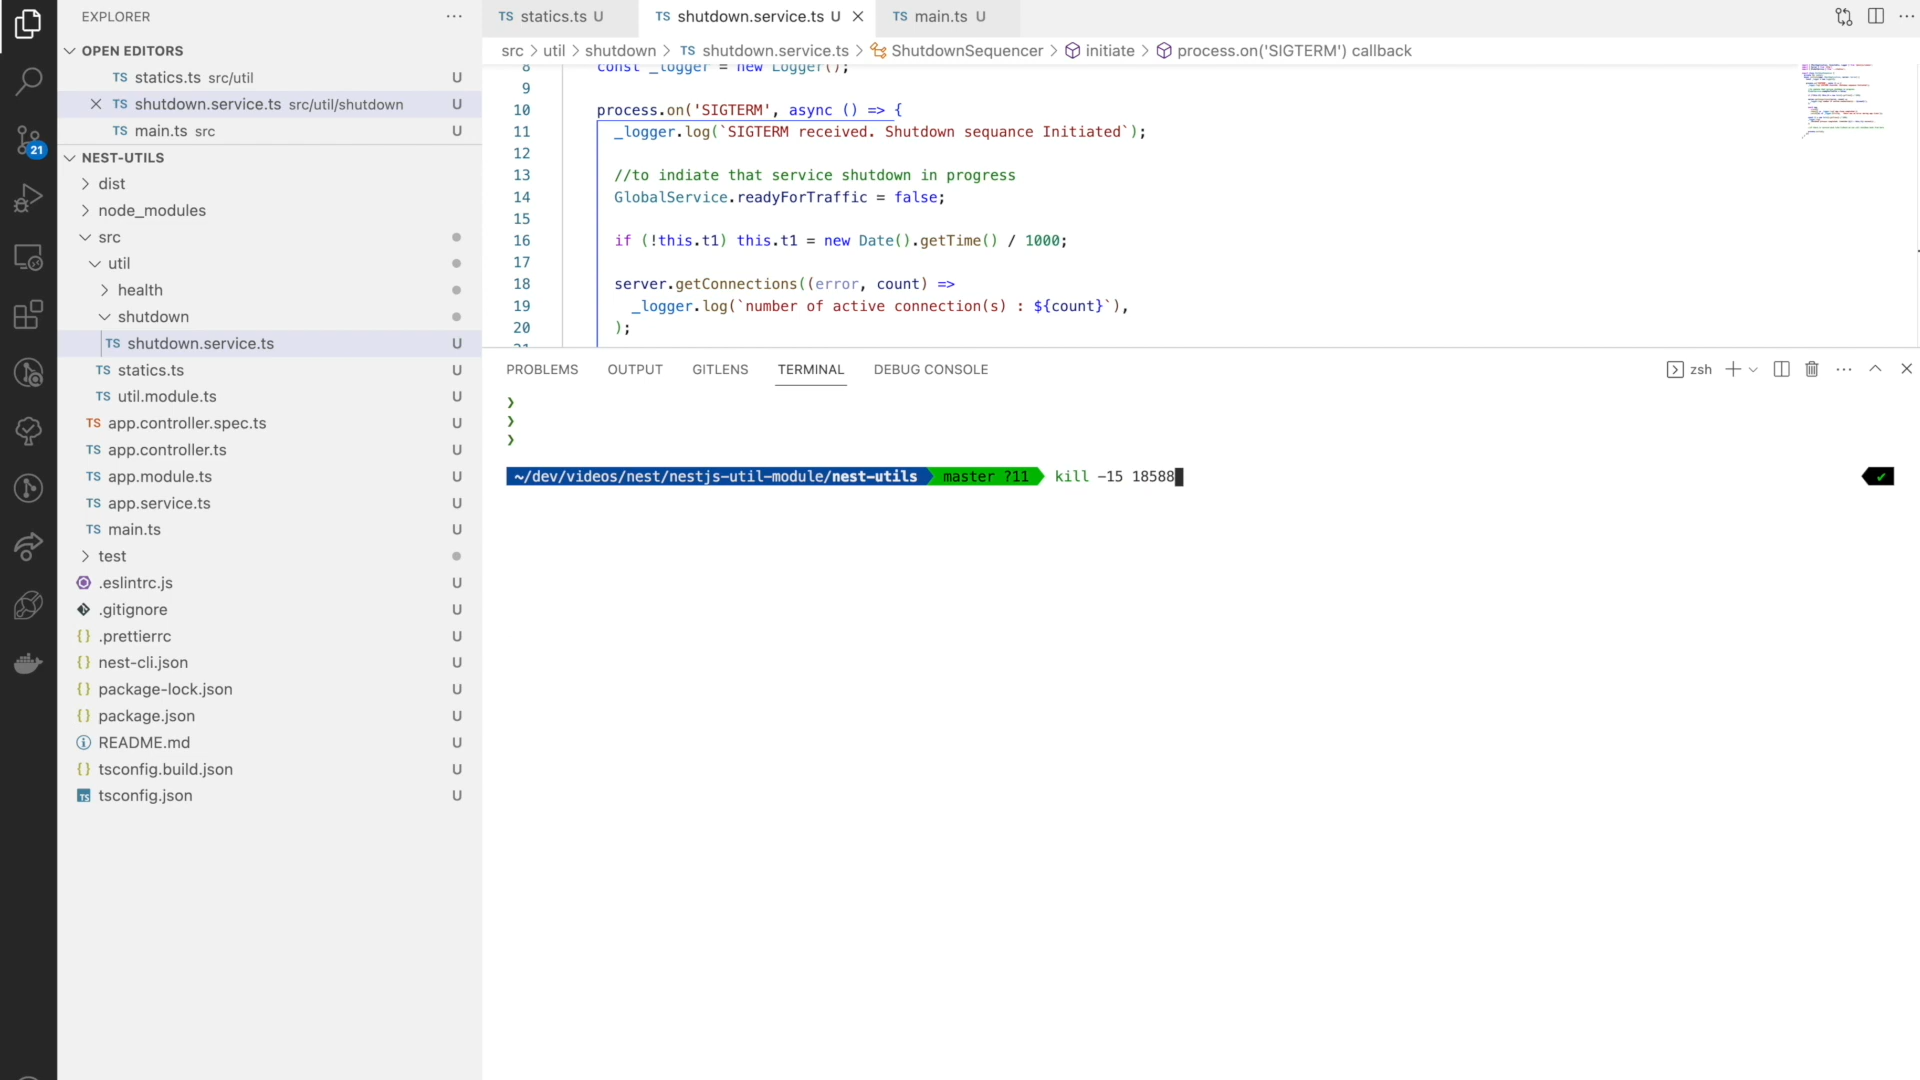 EXPLORER
OPEN EDITORS
TS statics.ts src/util U
TS shutdown.service.ts src/util/shutdown U
TS main.ts src U
NEST-UTILS
dist
node_modules
src
util
health
shutdown
TS shutdown.service.ts U
TS statics.ts U
TS util.module.ts U
TS app.controller.spec.ts U
TS app.controller.ts U
TS app.module.ts U
TS app.service.ts U
TS main.ts U
test
.eslintrc.js U
.gitignore U
{} .prettierrc U
{} nest-cli.json U
{} package-lock.json U
{} package.json U
README.md U
{} tsconfig.build.json U
TS tsconfig.json U
21
TS statics.ts U
TS shutdown.service.ts U
TS main.ts U
src > util > shutdown > TS shutdown.service.ts > ShutdownSequencer > initiate > process.on('SIGTERM') callback
8 const _logger = new Logger();
9
10 process.on('SIGTERM', async () => {
11 _logger.log(`SIGTERM received. Shutdown sequance Initiated`);
12
13 //to indiate that service shutdown in progress
14 GlobalService.readyForTraffic = false;
15
16 if (!this.t1) this.t1 = new Date().getTime() / 1000;
17
18 server.getConnections((error, count) =>
19 _logger.log(`number of active connection(s) : ${count}`),
20 );
21
PROBLEMS OUTPUT GITLENS TERMINAL DEBUG CONSOLE
zsh
❯
❯
❯
~/dev/videos/nest/nestjs-util-module/nest-utils master ?11 kill -15 18588 ✔